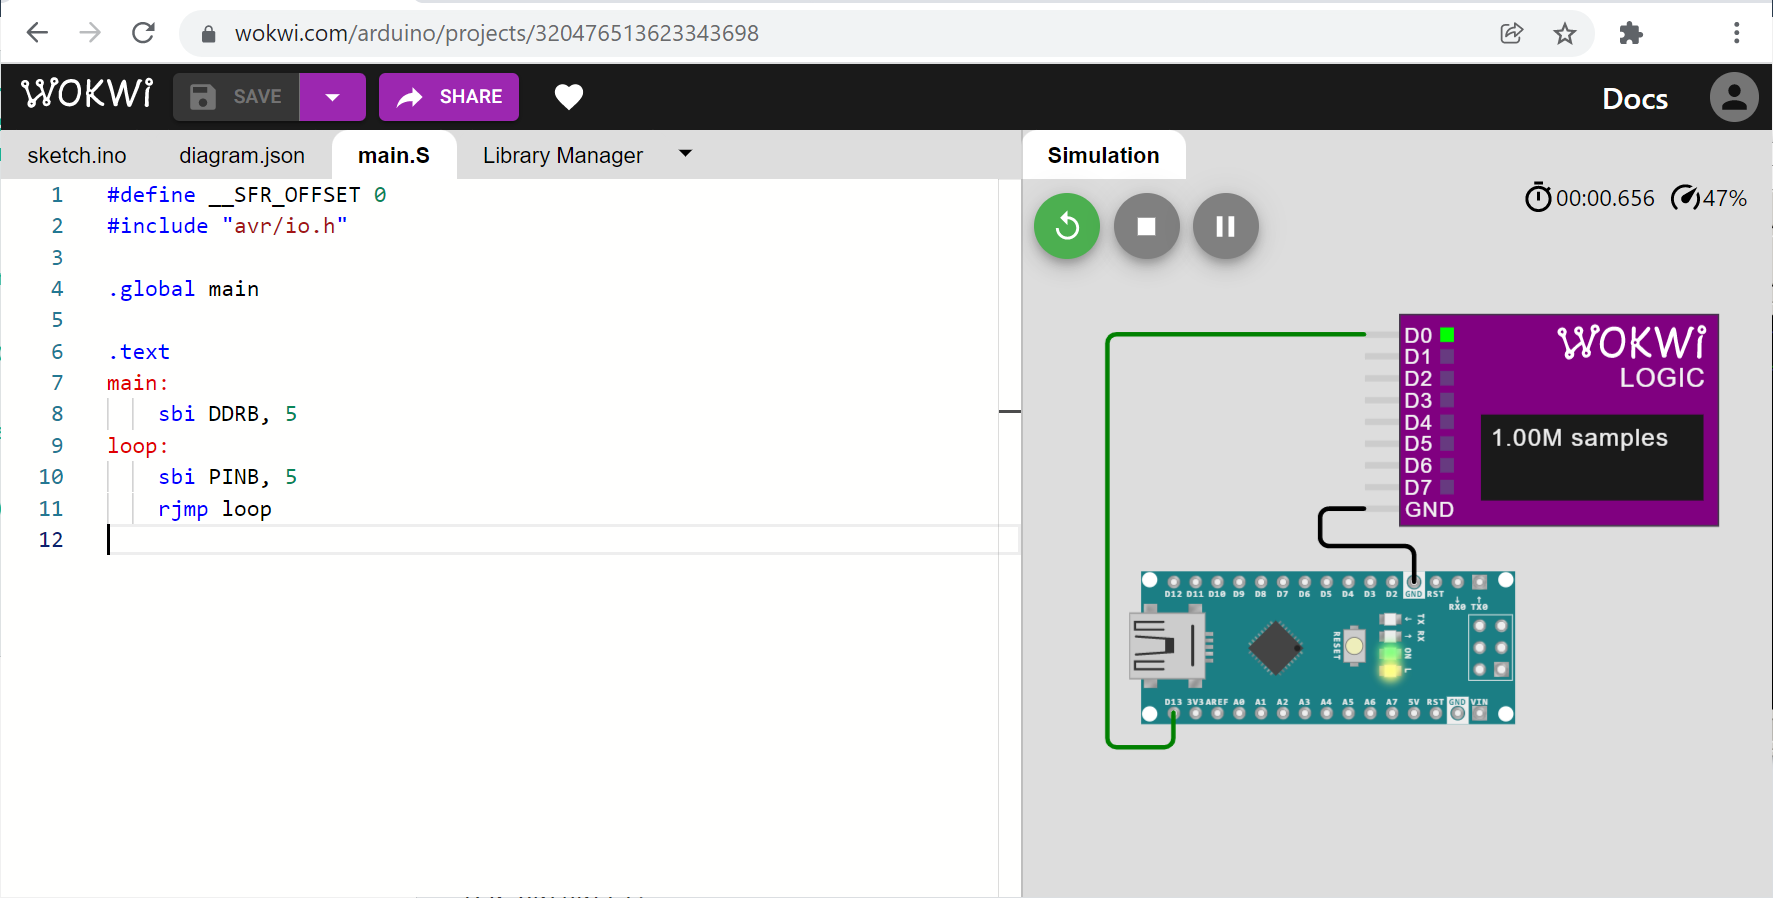 wokwi.com/arduino/projects/320476513623343698
WOKWi SAVE SHARE Docs
sketch.ino diagram.json main.S Library Manager
1 #define __SFR_OFFSET 0
2 #include "avr/io.h"
3
4 .global main
5
6 .text
7 main:
8 sbi DDRB, 5
9 loop:
10 sbi PINB, 5
11 rjmp loop
12
Simulation
00:00.656 47%
D0
D1
D2
D3
D4
D5
D6
D7
GND
WOKWi
LOGIC
1.00M samples
D12 D11 D10 D9 D8 D7 D6 D5 D4 D3 D2 GND RST
RX0 TX0
RESET
TX
RX
ON
L
D13 3V3 AREF A0 A1 A2 A3 A4 A5 A6 A7 5V RST GND VIN